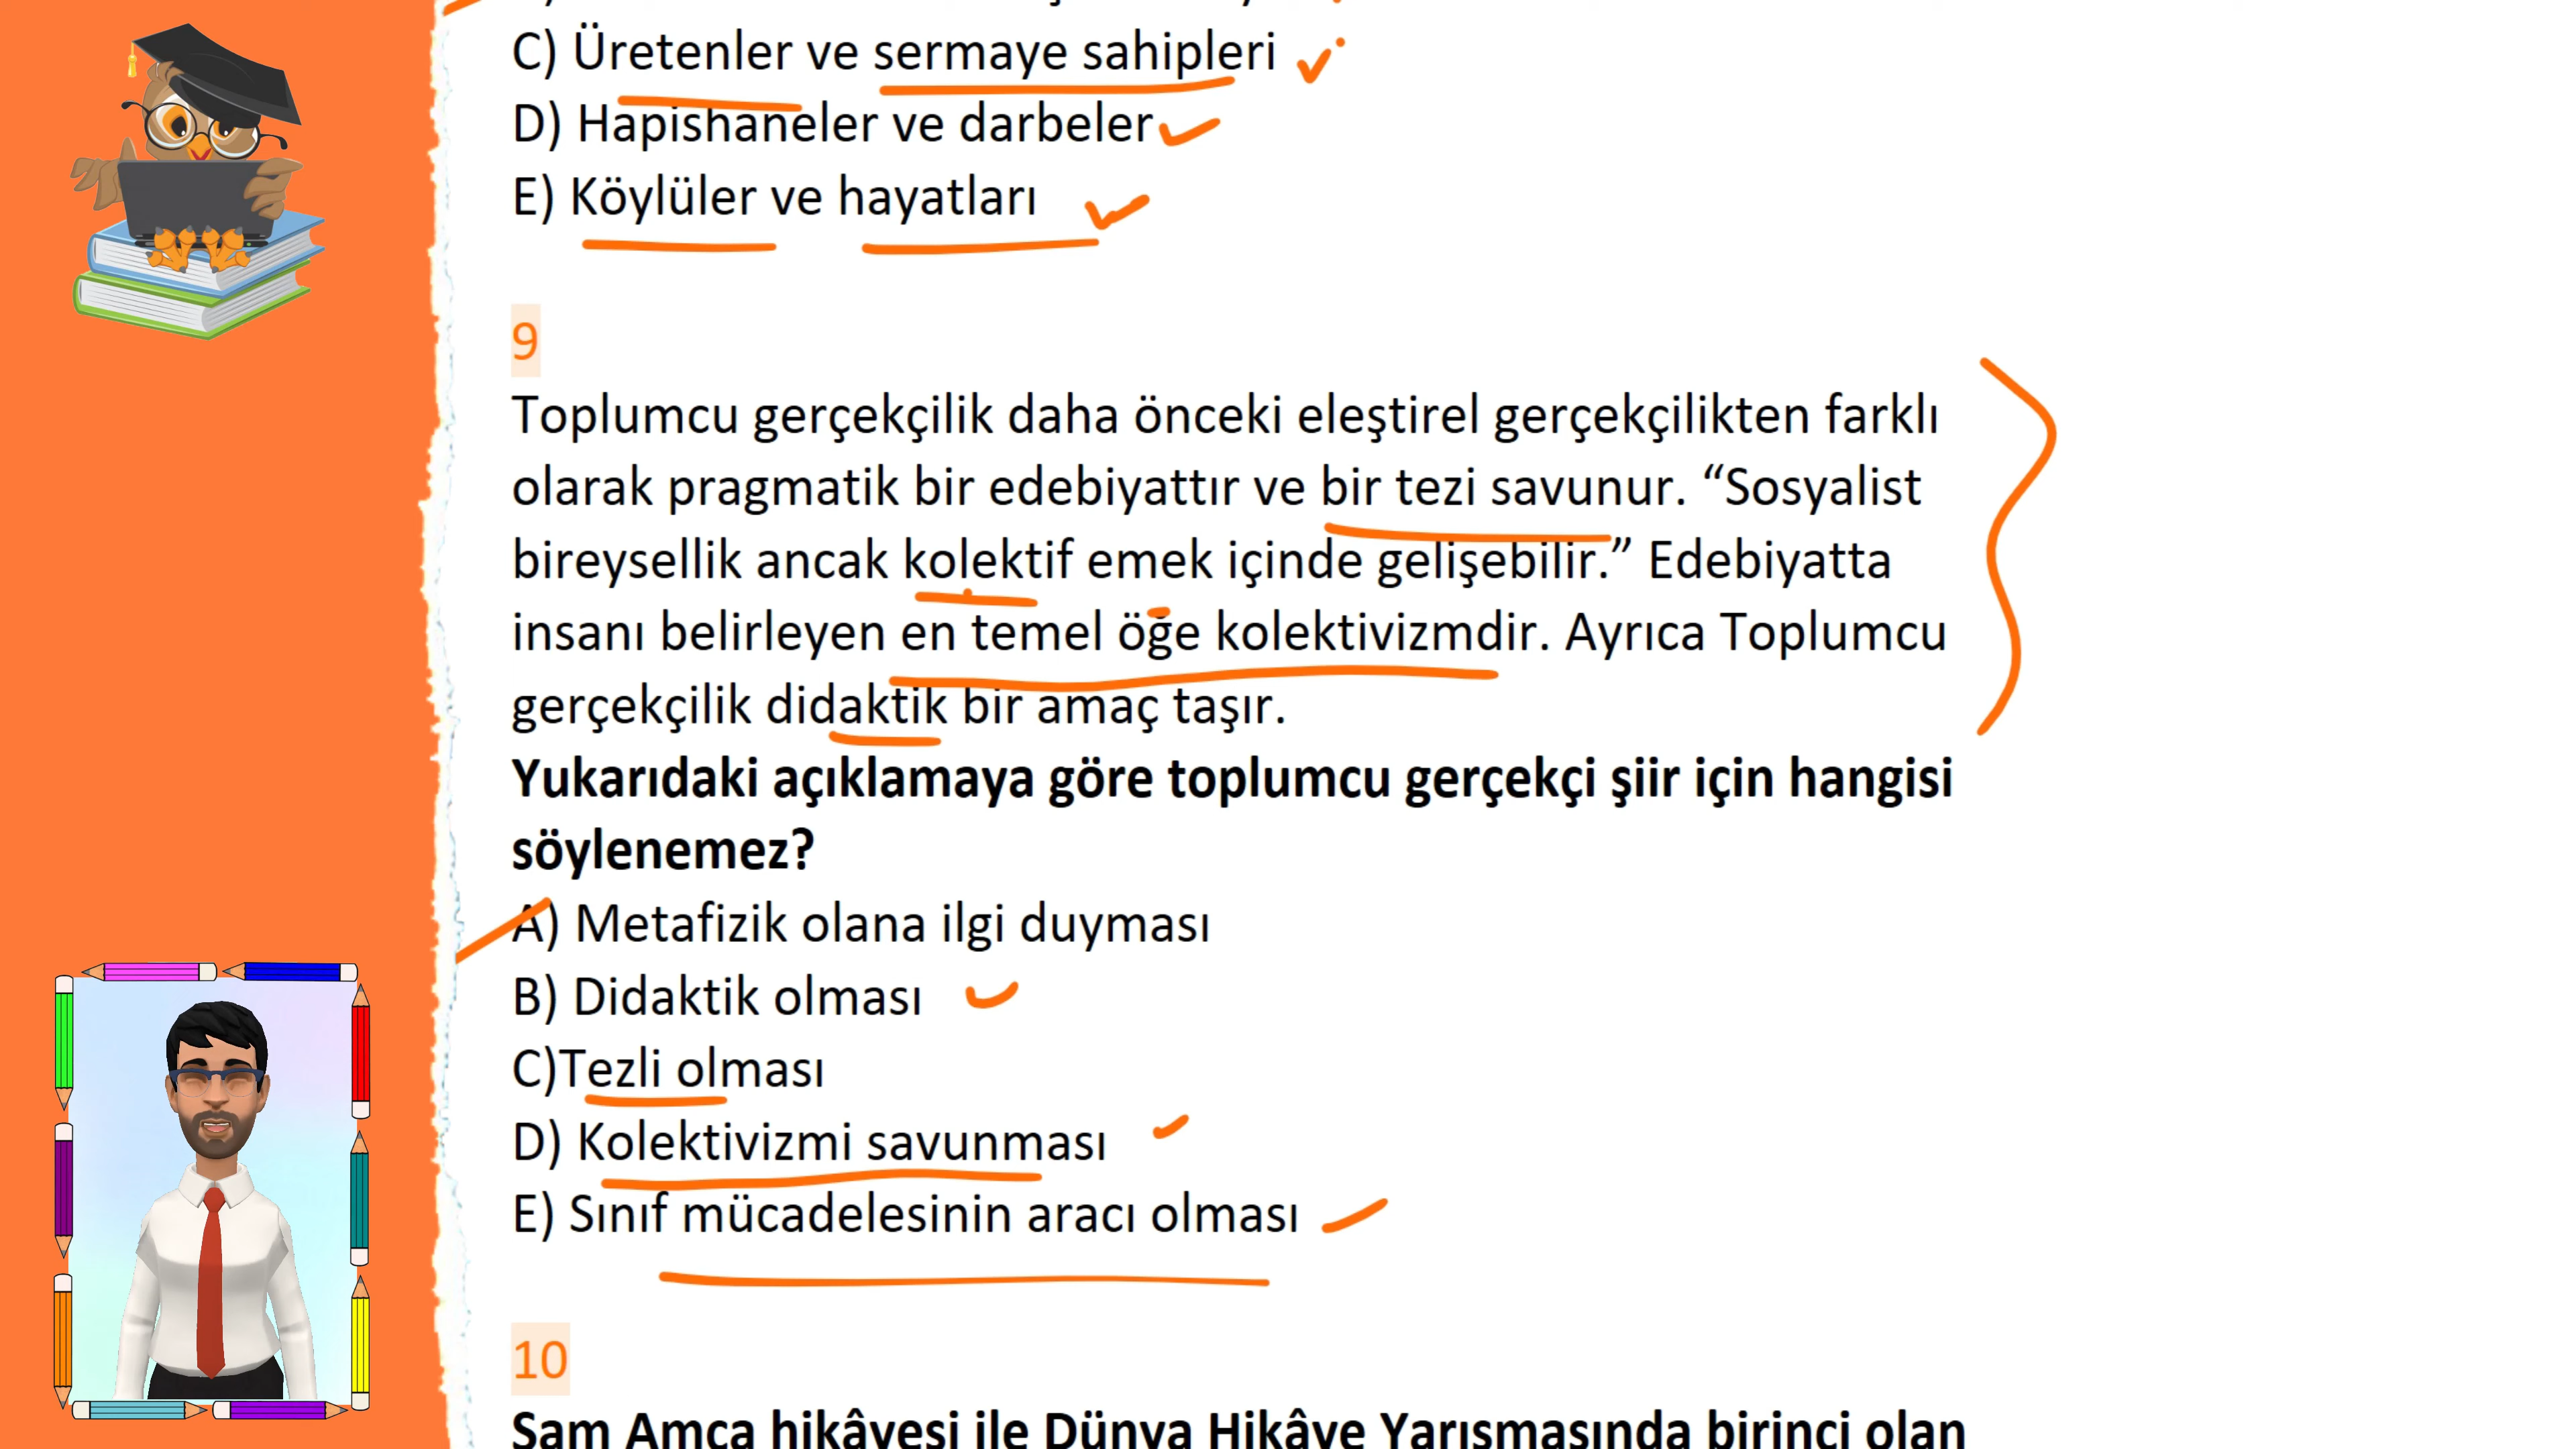 C) Üretenler ve sermaye sahipleri
D) Hapishaneler ve darbeler
E) Köylüler ve hayatları
9
Toplumcu gerçekçilik daha önceki eleştirel gerçekçilikten farklı
olarak pragmatik bir edebiyattır ve bir tezi savunur. “Sosyalist
bireysellik ancak kolektif emek içinde gelişebilir.” Edebiyatta
insanı belirleyen en temel öğe kolektivizmdir. Ayrıca Toplumcu
gerçekçilik didaktik bir amaç taşır.
Yukarıdaki açıklamaya göre toplumcu gerçekçi şiir için hangisi
söylenemez?
A) Metafizik olana ilgi duyması
B) Didaktik olması
C)Tezli olması
D) Kolektivizmi savunması
E) Sınıf mücadelesinin aracı olması
10
Sam Amca hikâyesi ile Dünya Hikâye Yarışmasında birinci olan